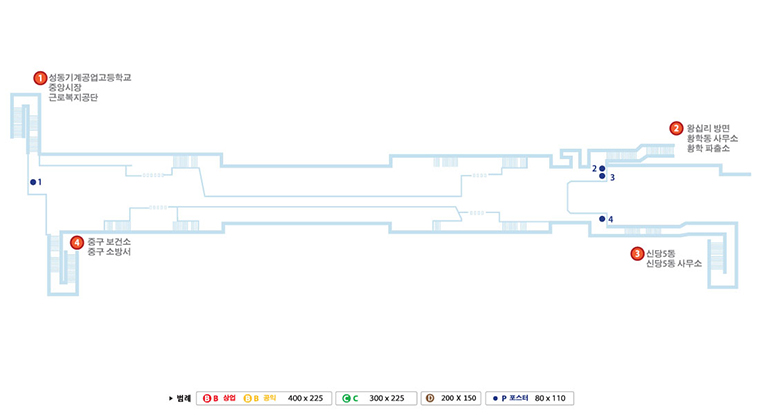 1 성동기계공업고등학교
중앙시장
근로복지공단
2 왕십리 방면
황학동 사무소
황학 파출소
1
2
3
4
4 중구 보건소
중구 소방서
3 신당5동
신당5동 사무소
▸ 범례 B B 상업 B B 공익 400 x 225 C C 300 x 225 D 200 X 150 P 포스터 80 x 110